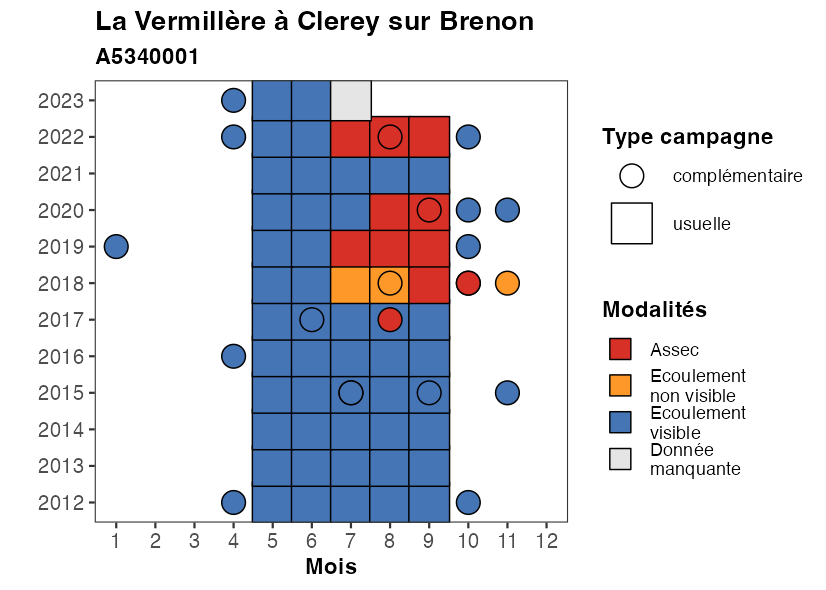 La Vermillère à Clerey sur Brenon
A5340001
2023
2022
2021
2020
2019
2018
2017
2016
2015
2014
2013
2012
1 2 3 4 5 6 7 8 9 10 11 12
Mois
Type campagne
complémentaire
usuelle
Modalités
Assec
Ecoulement
non visible
Ecoulement
visible
Donnée
manquante